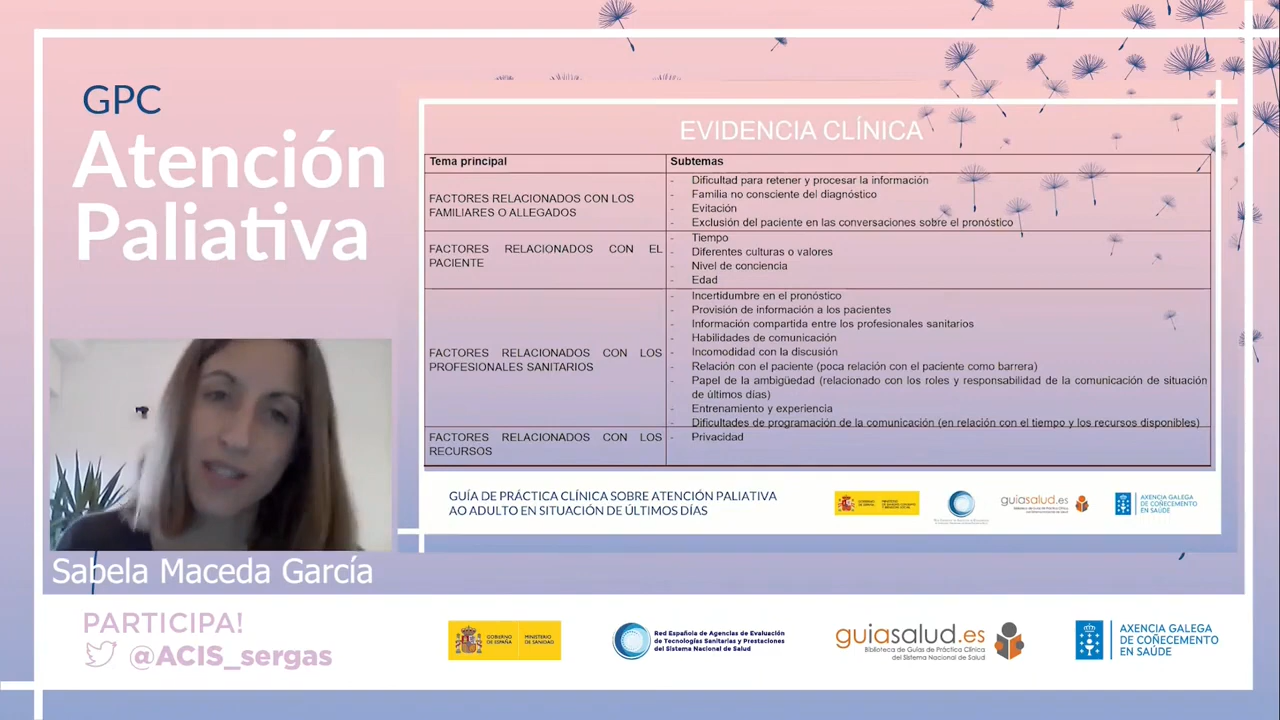 GPC
Atención
Paliativa
EVIDENCIA CLÍNICA
Tema principal
Subtemas
FACTORES RELACIONADOS CON LOS
FAMILIARES O ALLEGADOS
- Dificultad para retener y procesar la información
- Familia no consciente del diagnóstico
- Evitación
- Exclusión del paciente en las conversaciones sobre el pronóstico
FACTORES RELACIONADOS CON EL
PACIENTE
- Tiempo
- Diferentes culturas o valores
- Nivel de conciencia
- Edad
FACTORES RELACIONADOS CON LOS
PROFESIONALES SANITARIOS
- Incertidumbre en el pronóstico
- Provisión de información a los pacientes
- Información compartida entre los profesionales sanitarios
- Habilidades de comunicación
- Incomodidad con la discusión
- Relación con el paciente (poca relación con el paciente como barrera)
- Papel de la ambigüedad (relacionado con los roles y responsabilidad de la comunicación de situación
de últimos días)
- Entrenamiento y experiencia
- Dificultades de programación de la comunicación (en relación con el tiempo y los recursos disponibles)
FACTORES RELACIONADOS CON LOS
RECURSOS
- Privacidad
GUÍA DE PRÁCTICA CLÍNICA SOBRE ATENCIÓN PALIATIVA
AO ADULTO EN SITUACIÓN DE ÚLTIMOS DÍAS
guiasalud.es
AXENCIA GALEGA
DE COÑECEMENTO
EN SAÚDE
Sabela Maceda García
PARTICIPA!
@ACIS_sergas
GOBIERNO
DE ESPAÑA
MINISTERIO
DE SANIDAD
Red Española de Agencias de Evaluación
de Tecnologías Sanitarias y Prestaciones
del Sistema Nacional de Salud
guiasalud.es
Biblioteca de Guías de Práctica Clínica
del Sistema Nacional de Salud
AXENCIA GALEGA
DE COÑECEMENTO
EN SAÚDE